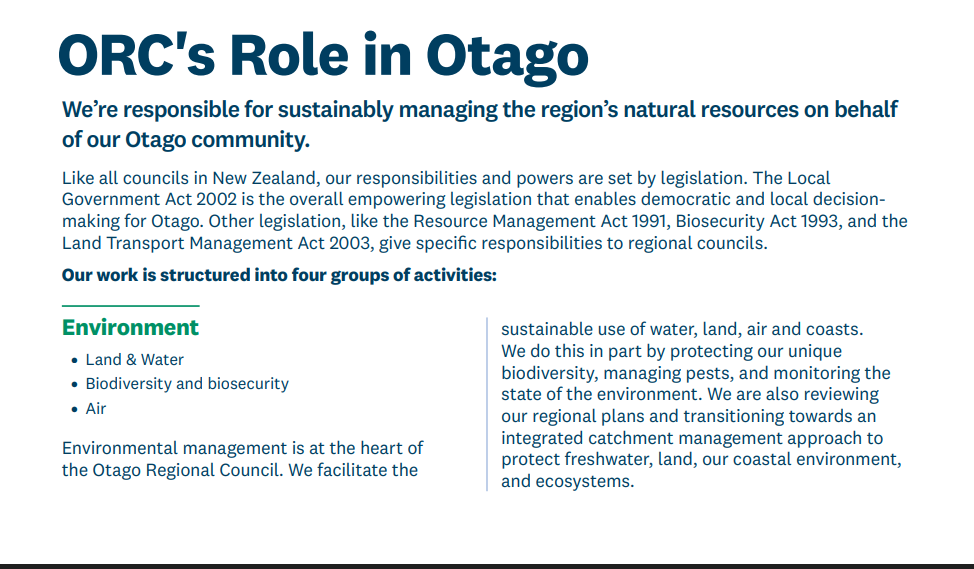 ORC's Role in Otago
We’re responsible for sustainably managing the region’s natural resources on behalf
of our Otago community.
Like all councils in New Zealand, our responsibilities and powers are set by legislation. The Local
Government Act 2002 is the overall empowering legislation that enables democratic and local decision-
making for Otago. Other legislation, like the Resource Management Act 1991, Biosecurity Act 1993, and the
Land Transport Management Act 2003, give specific responsibilities to regional councils.
Our work is structured into four groups of activities:
Environment
• Land & Water
• Biodiversity and biosecurity
• Air
Environmental management is at the heart of
the Otago Regional Council. We facilitate the
sustainable use of water, land, air and coasts.
We do this in part by protecting our unique
biodiversity, managing pests, and monitoring the
state of the environment. We are also reviewing
our regional plans and transitioning towards an
integrated catchment management approach to
protect freshwater, land, our coastal environment,
and ecosystems.